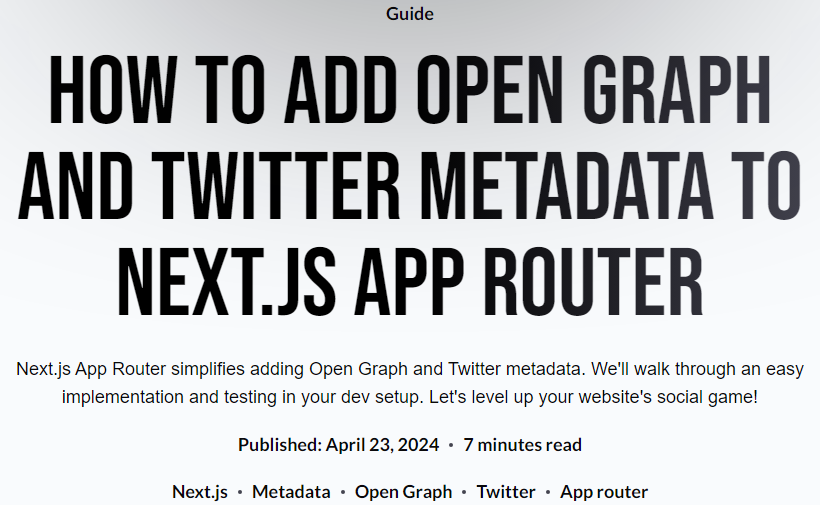 Guide
HOW TO ADD OPEN GRAPH
AND TWITTER METADATA TO
NEXT.JS APP ROUTER
Next.js App Router simplifies adding Open Graph and Twitter metadata. We'll walk through an easy
implementation and testing in your dev setup. Let's level up your website's social game!
Published: April 23, 2024 • 7 minutes read
Next.js • Metadata • Open Graph • Twitter • App router